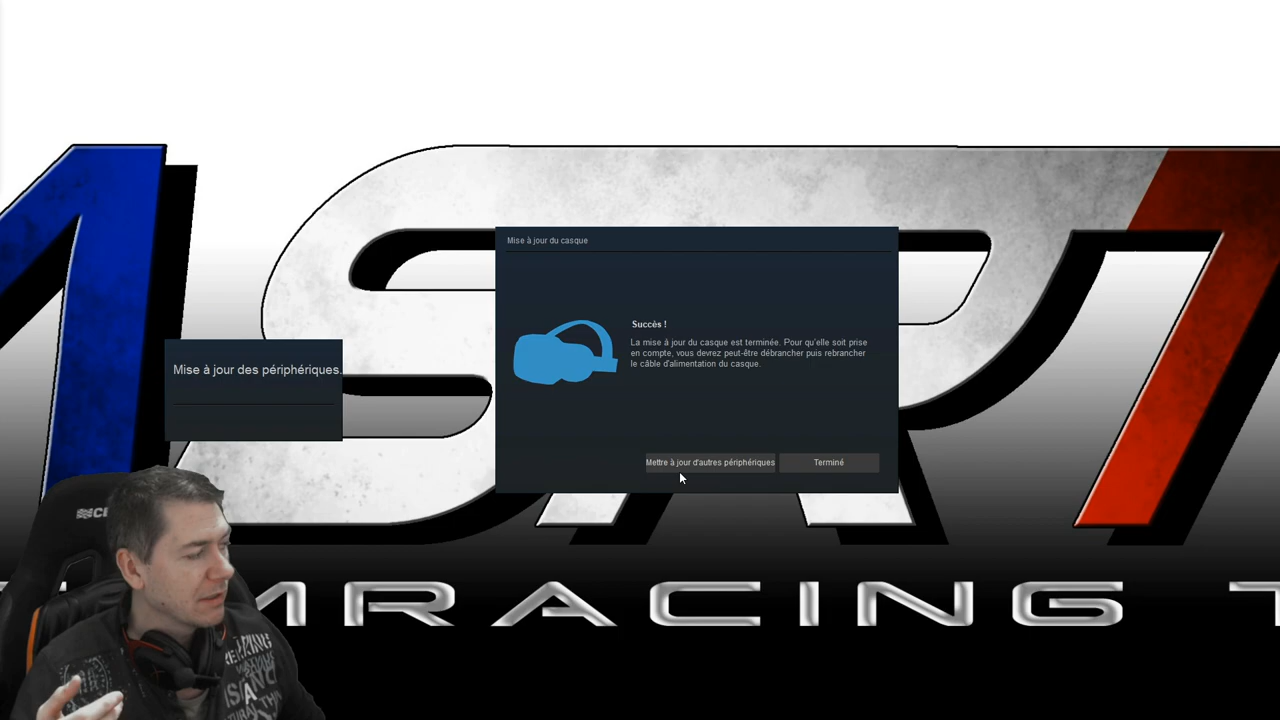 Mise à jour du casque
Succès !
La mise à jour du casque est terminée. Pour qu'elle soit prise
en compte, vous devrez peut-être débrancher puis rebrancher
le câble d'alimentation du casque.
Mise à jour des périphériques.
Mettre à jour d'autres périphériques
Terminé
MRACING T